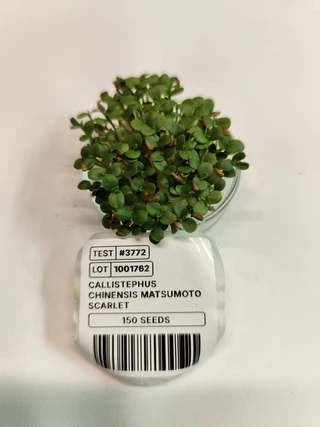 TEST #3772
LOT 1001762
CALLISTEPHUS
CHINENSIS MATSUMOTO
SCARLET
150 SEEDS